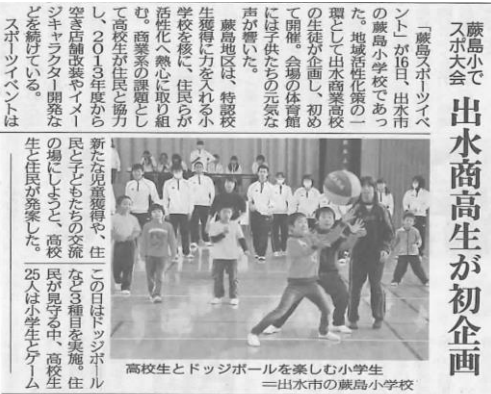 蕨島小で
スポ大会
出水商高生が初企画
「蕨島スポーツイベ
ント」が16日、出水市
の蕨島小学校であっ
た。地域活性化策の一
環として出水商業高校
の生徒が企画し、初め
て開催。会場の体育館
には子供たちの元気な
声が響いた。
蕨島地区は、特認校
生獲得に力を入れる小
学校を核に、住民らが
活性化へ熱心に取り組
む。商業系の課題とし
て高校生が住民と協力
し、2013年度から
空き店舗改装やイメー
ジキャラクター開発な
どを続けている。
スポーツイベントは
新たな児童獲得や、住
民と子どもたちの交流
の場にしようと、高校
生と住民が発案した。
この日はドッジボール
など3種目を実施。住
民が見守る中、高校生
25人は小学生とゲーム
高校生とドッジボールを楽しむ小学生
＝出水市の蕨島小学校